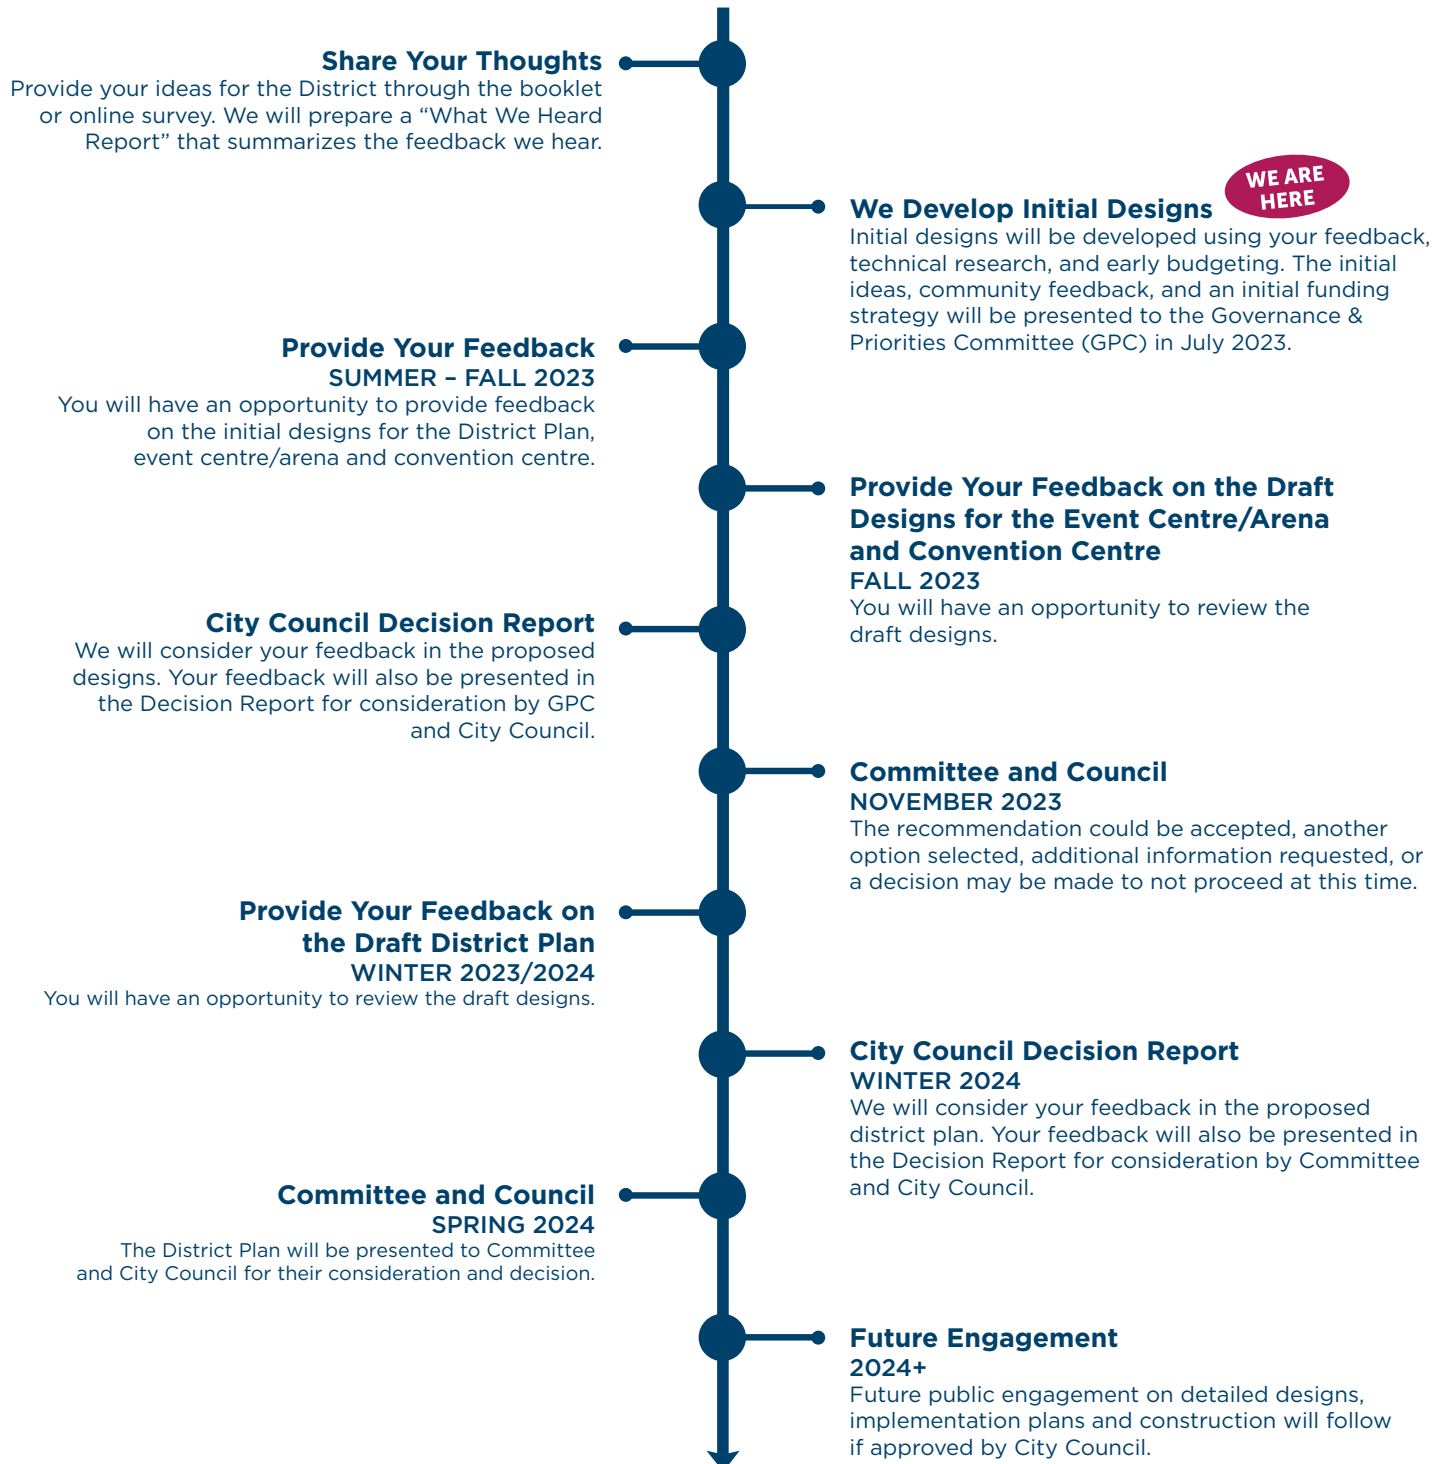 Share Your Thoughts
Provide your ideas for the District through the booklet
or online survey. We will prepare a “What We Heard
Report” that summarizes the feedback we hear.
WE ARE
HERE
We Develop Initial Designs
Initial designs will be developed using your feedback,
technical research, and early budgeting. The initial
ideas, community feedback, and an initial funding
strategy will be presented to the Governance &
Priorities Committee (GPC) in July 2023.
Provide Your Feedback
SUMMER – FALL 2023
You will have an opportunity to provide feedback
on the initial designs for the District Plan,
event centre/arena and convention centre.
Provide Your Feedback on the Draft
Designs for the Event Centre/Arena
and Convention Centre
FALL 2023
You will have an opportunity to review the
draft designs.
City Council Decision Report
We will consider your feedback in the proposed
designs. Your feedback will also be presented in
the Decision Report for consideration by GPC
and City Council.
Committee and Council
NOVEMBER 2023
The recommendation could be accepted, another
option selected, additional information requested, or
a decision may be made to not proceed at this time.
Provide Your Feedback on
the Draft District Plan
WINTER 2023/2024
You will have an opportunity to review the draft designs.
City Council Decision Report
WINTER 2024
We will consider your feedback in the proposed
district plan. Your feedback will also be presented in
the Decision Report for consideration by Committee
and City Council.
Committee and Council
SPRING 2024
The District Plan will be presented to Committee
and City Council for their consideration and decision.
Future Engagement
2024+
Future public engagement on detailed designs,
implementation plans and construction will follow
if approved by City Council.